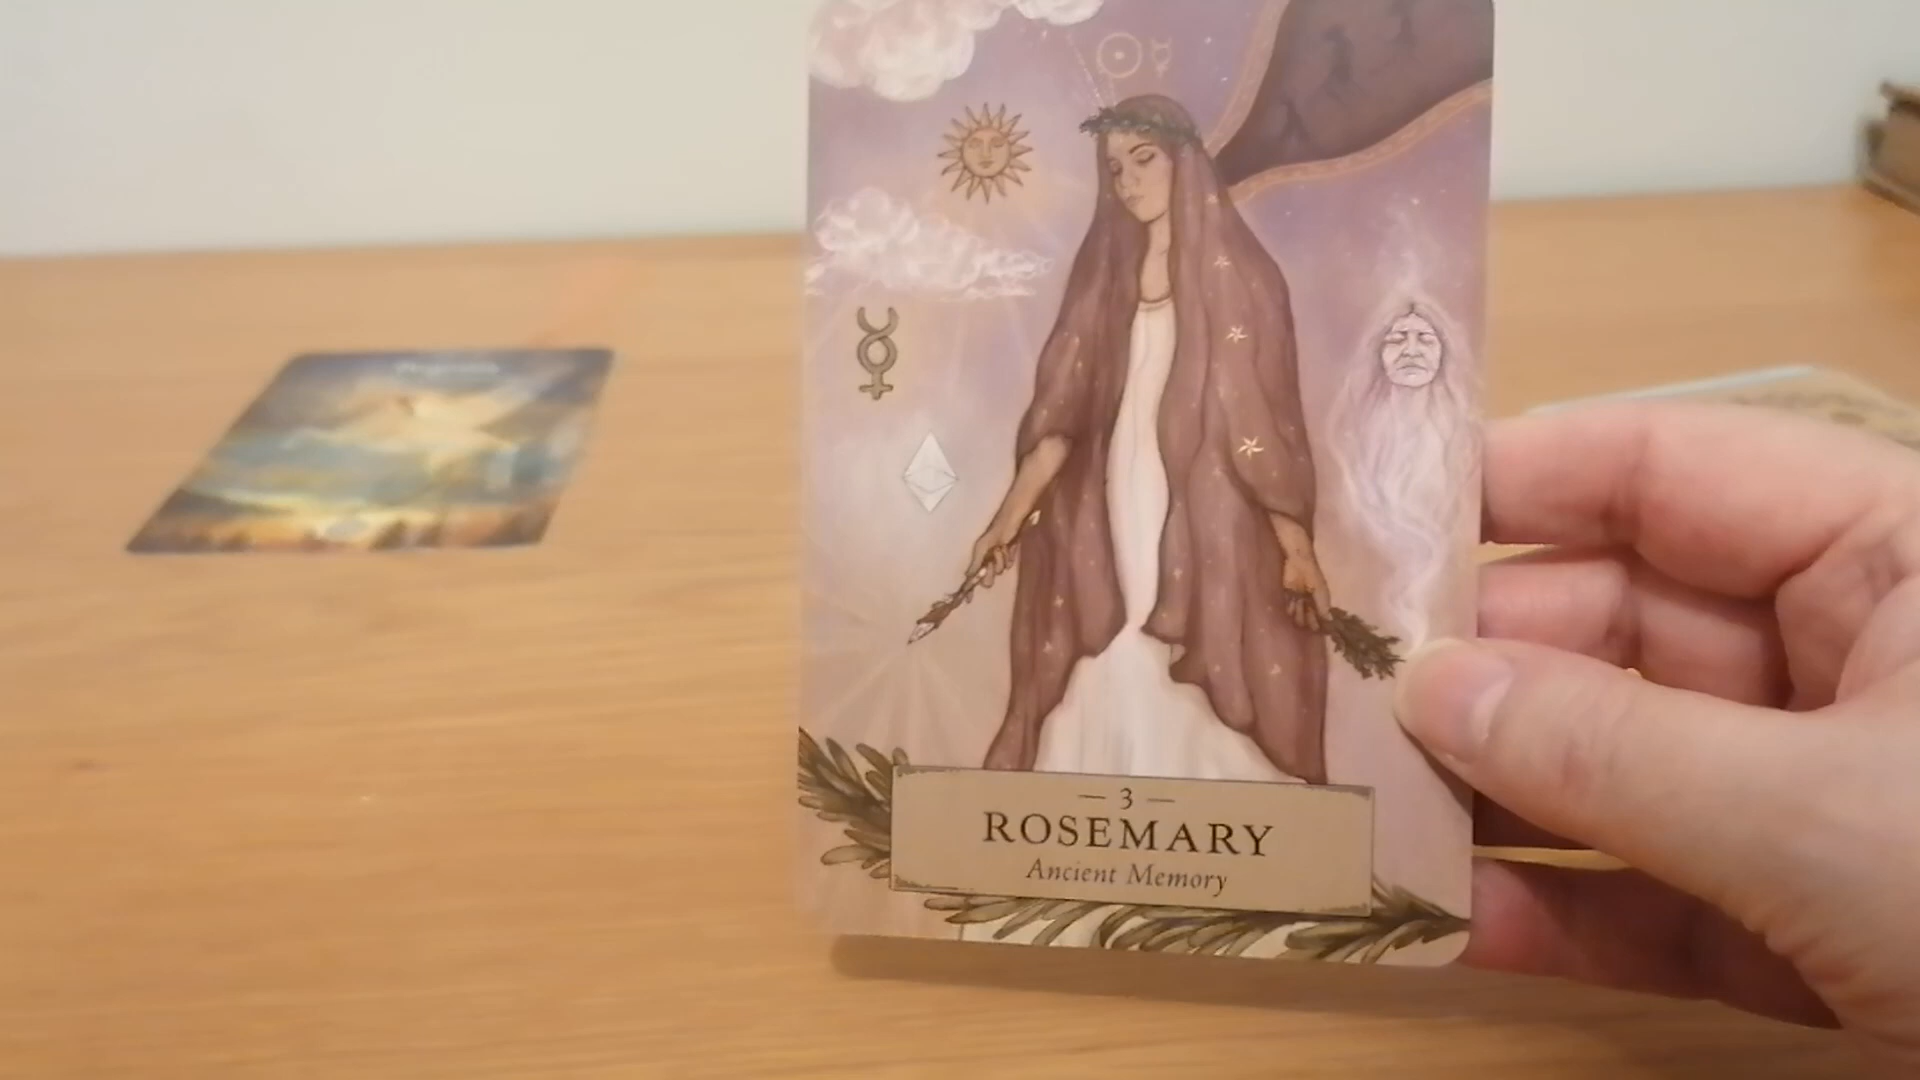 — 3 —
ROSEMARY
Ancient Memory